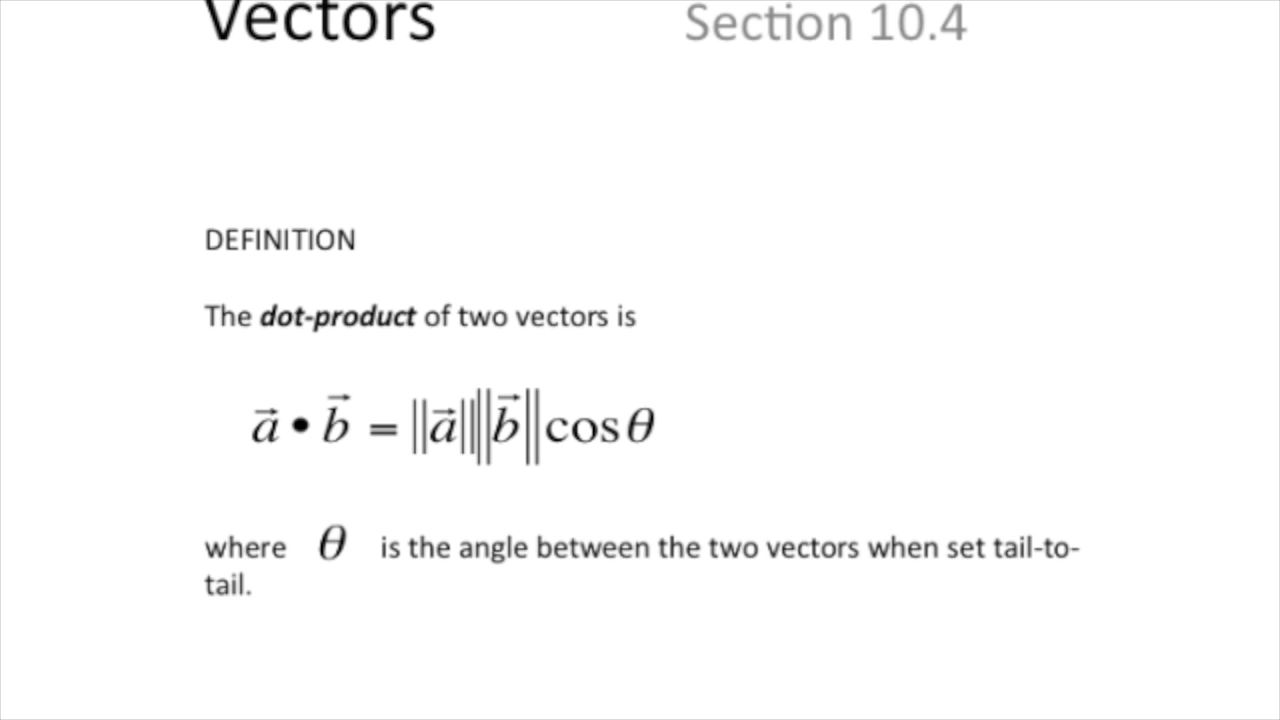 Vectors Section 10.4
DEFINITION
The dot-product of two vectors is
a⃗ • b⃗ = ‖a⃗‖‖b⃗‖cosθ
where θ is the angle between the two vectors when set tail-to-
tail.